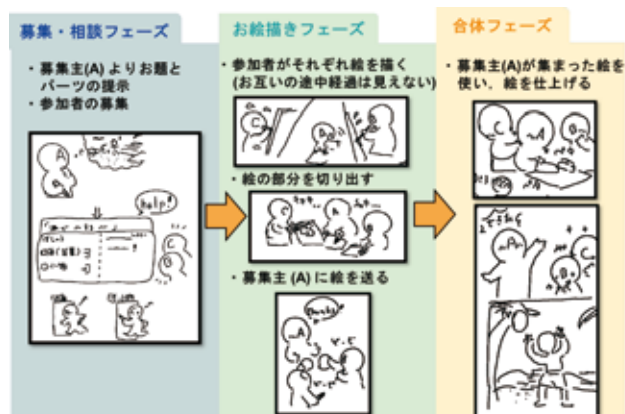 募集・相談フェーズ
・募集主(A)よりお題と
パーツの提示
・参加者の募集
A
help!
C
お絵描きフェーズ
・参加者がそれぞれ絵を描く
(お互いの途中経過は見えない)
C
A
・絵の部分を切り出す
・募集主(A)に絵を送る
A
合体フェーズ
・募集主(A)が集まった絵を
使い、絵を仕上げる
C
A